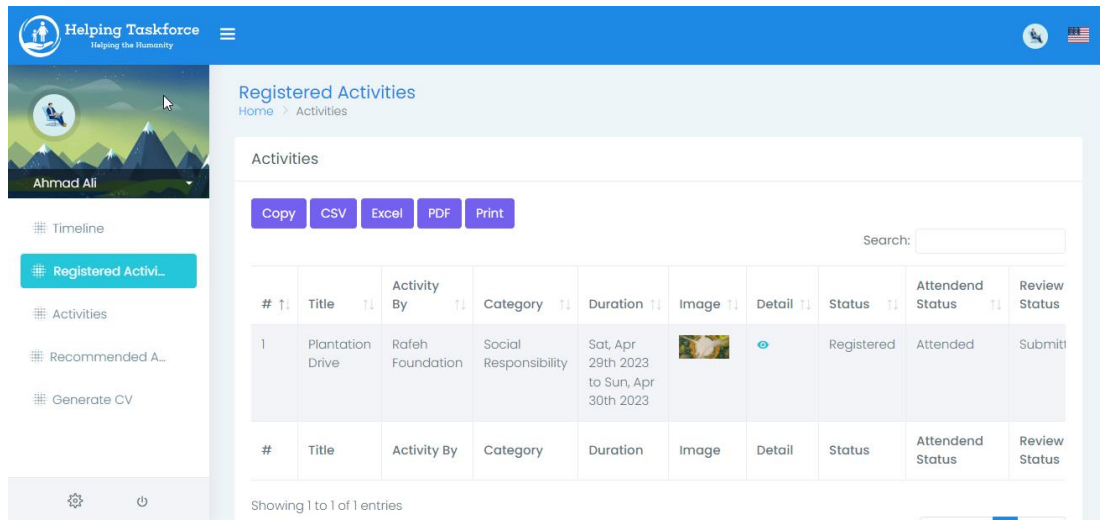 Helping Taskforce
Helping the Humanity
Ahmad Ali
Timeline
Registered Activi...
Activities
Recommended A...
Generate CV
Registered Activities
Home > Activities
Activities
Copy CSV Excel PDF Print
Search:
# Title Activity By Category Duration Image Detail Status Attendend Status Review Status
1 Plantation Drive Rafeh Foundation Social Responsibility Sat, Apr 29th 2023 to Sun, Apr 30th 2023 Registered Attended Submitt
# Title Activity By Category Duration Image Detail Status Attendend Status Review Status
Showing 1 to 1 of 1 entries